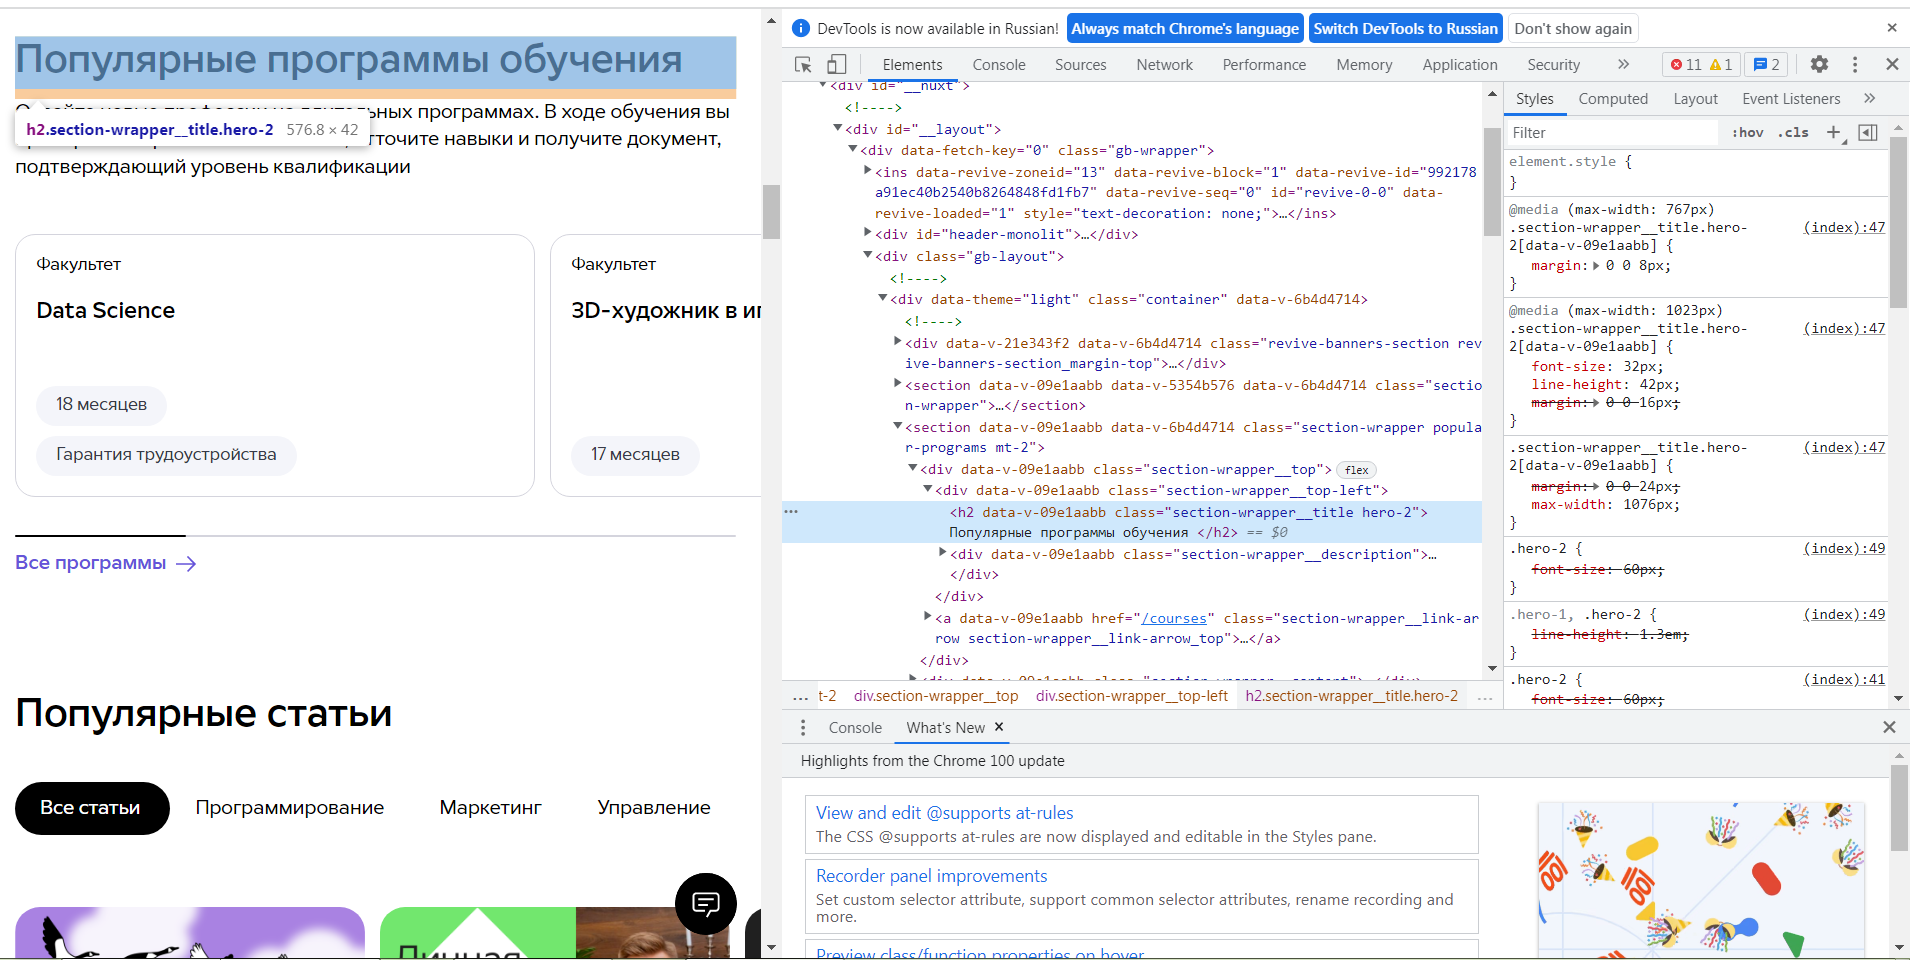 Популярные программы обучения
h2.section-wrapper__title.hero-2 576.8 × 42
ных программах. В ходе обучения вы
точите навыки и получите документ,
подтверждающий уровень квалификации
Факультет
Data Science
18 месяцев
Гарантия трудоустройства
Факультет
3D-художник в иг
17 месяцев
Все программы →
Популярные статьи
Все статьи Программирование Маркетинг Управление
Личная
DevTools is now available in Russian! Always match Chrome's language Switch DevTools to Russian Don't show again ×
Elements Console Sources Network Performance Memory Application Security » 11 1 2
<div id="__nuxt">
<!---->
<div id="__layout">
<div data-fetch-key="0" class="gb-wrapper">
<ins data-revive-zoneid="13" data-revive-block="1" data-revive-id="992178
a91ec40b2540b8264848fd1fb7" data-revive-seq="0" id="revive-0-0" data-
revive-loaded="1" style="text-decoration: none;">…</ins>
<div id="header-monolit">…</div>
<div class="gb-layout">
<!---->
<div data-theme="light" class="container" data-v-6b4d4714>
<!---->
<div data-v-21e343f2 data-v-6b4d4714 class="revive-banners-section rev
ive-banners-section_margin-top">…</div>
<section data-v-09e1aabb data-v-5354b576 data-v-6b4d4714 class="sectio
n-wrapper">…</section>
<section data-v-09e1aabb data-v-6b4d4714 class="section-wrapper popula
r-programs mt-2">
<div data-v-09e1aabb class="section-wrapper__top"> flex
<div data-v-09e1aabb class="section-wrapper__top-left">
<h2 data-v-09e1aabb class="section-wrapper__title hero-2">
Популярные программы обучения </h2> == $0
<div data-v-09e1aabb class="section-wrapper__description">…
</div>
</div>
<a data-v-09e1aabb href="/courses" class="section-wrapper__link-ar
row section-wrapper__link-arrow_top">…</a>
</div>
<div data-v-09e1aabb class="section-wrapper__content">…</div>
... t-2 div.section-wrapper__top div.section-wrapper__top-left h2.section-wrapper__title.hero-2 ...
Styles Computed Layout Event Listeners »
Filter :hov .cls +
element.style {
}
@media (max-width: 767px)
.section-wrapper__title.hero- (index):47
2[data-v-09e1aabb] {
margin: 0 0 8px;
}
@media (max-width: 1023px)
.section-wrapper__title.hero- (index):47
2[data-v-09e1aabb] {
font-size: 32px;
line-height: 42px;
margin: 0 0 16px;
}
.section-wrapper__title.hero- (index):47
2[data-v-09e1aabb] {
margin: 0 0 24px;
max-width: 1076px;
}
.hero-2 { (index):49
font-size: 60px;
}
.hero-1, .hero-2 { (index):49
line-height: 1.3em;
}
.hero-2 { (index):41
font-size: 60px;
Console What's New ×
Highlights from the Chrome 100 update
View and edit @supports at-rules
The CSS @supports at-rules are now displayed and editable in the Styles pane.
Recorder panel improvements
Set custom selector attribute, support common selector attributes, rename recording and
more.
Preview class/function properties on hover